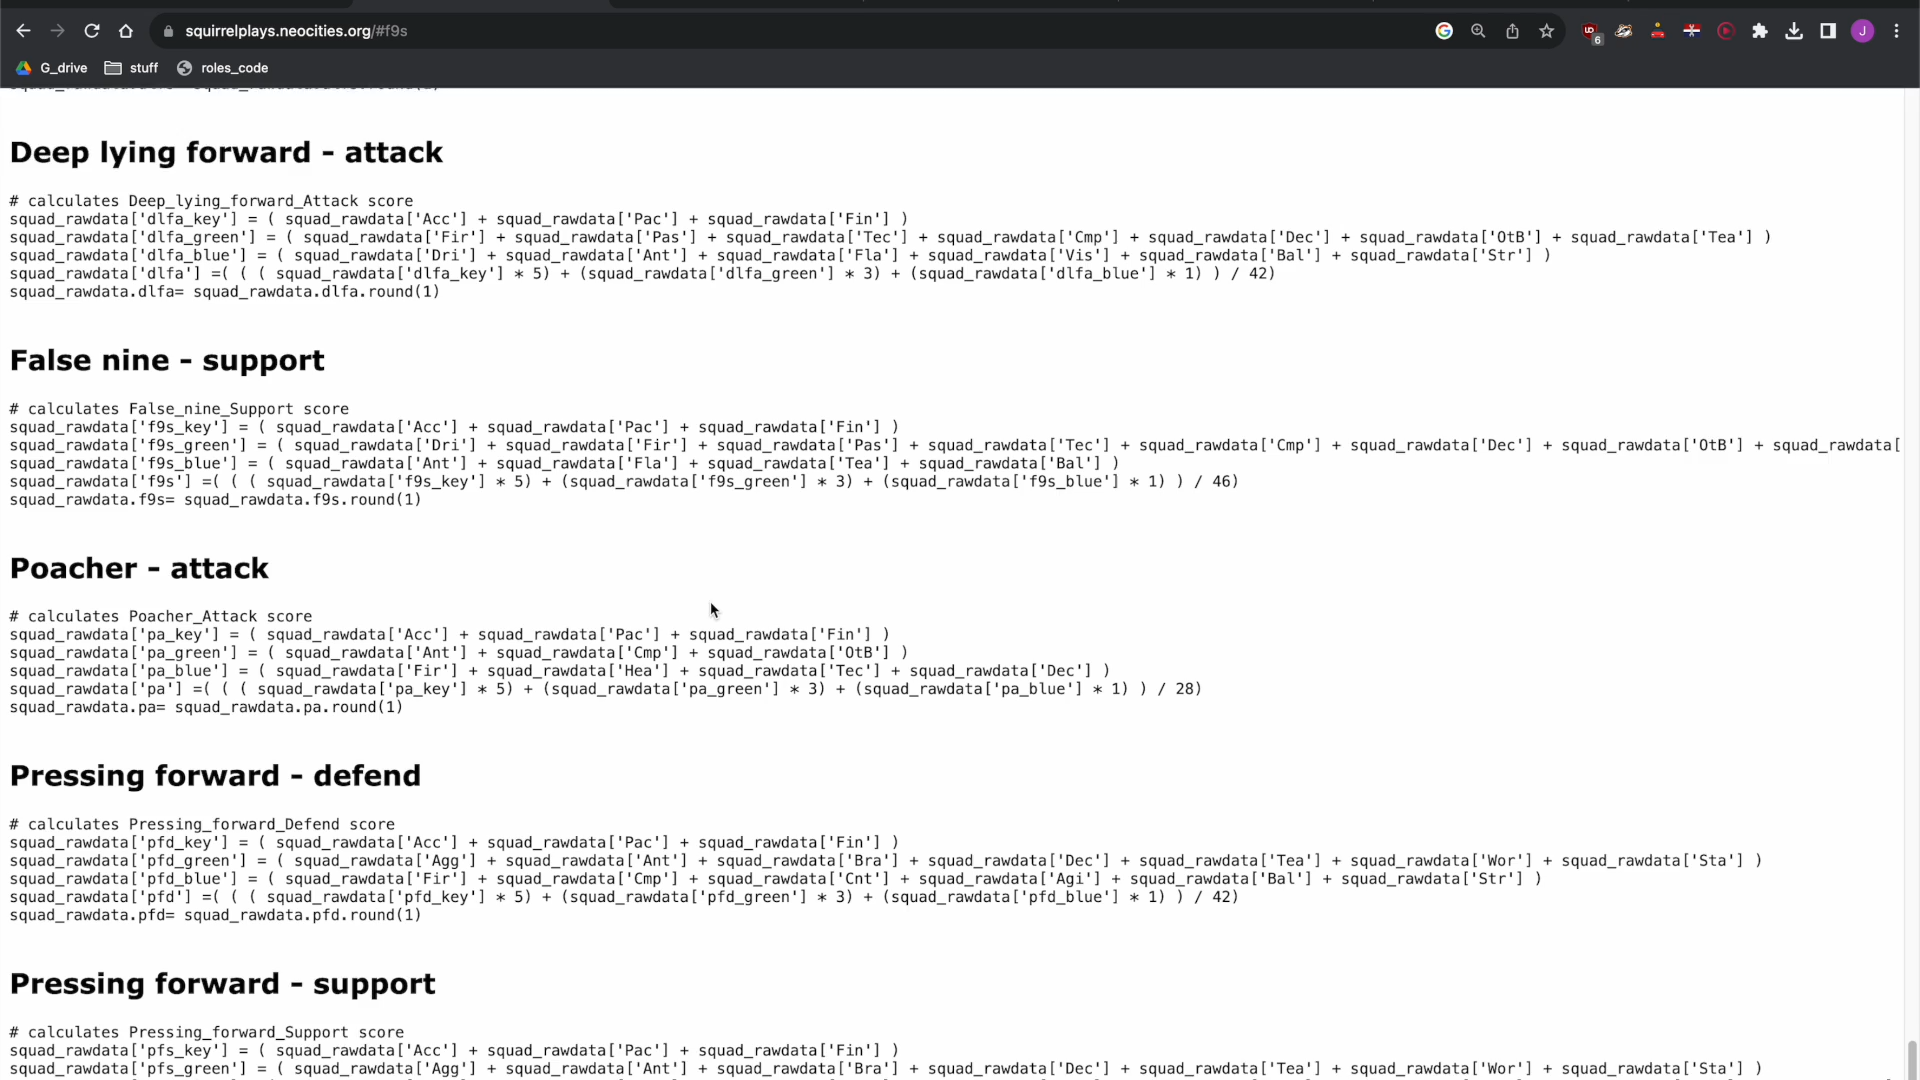 squirrelplays.neocities.org/#f9s
6
J
G_drive stuff roles_code
Deep lying forward - attack
# calculates Deep_lying_forward_Attack score
squad_rawdata['dlfa_key'] = ( squad_rawdata['Acc'] + squad_rawdata['Pac'] + squad_rawdata['Fin'] )
squad_rawdata['dlfa_green'] = ( squad_rawdata['Fir'] + squad_rawdata['Pas'] + squad_rawdata['Tec'] + squad_rawdata['Cmp'] + squad_rawdata['Dec'] + squad_rawdata['OtB'] + squad_rawdata['Tea'] )
squad_rawdata['dlfa_blue'] = ( squad_rawdata['Dri'] + squad_rawdata['Ant'] + squad_rawdata['Fla'] + squad_rawdata['Vis'] + squad_rawdata['Bal'] + squad_rawdata['Str'] )
squad_rawdata['dlfa'] =( ( ( squad_rawdata['dlfa_key'] * 5) + (squad_rawdata['dlfa_green'] * 3) + (squad_rawdata['dlfa_blue'] * 1) ) / 42)
squad_rawdata.dlfa= squad_rawdata.dlfa.round(1)
False nine - support
# calculates False_nine_Support score
squad_rawdata['f9s_key'] = ( squad_rawdata['Acc'] + squad_rawdata['Pac'] + squad_rawdata['Fin'] )
squad_rawdata['f9s_green'] = ( squad_rawdata['Dri'] + squad_rawdata['Fir'] + squad_rawdata['Pas'] + squad_rawdata['Tec'] + squad_rawdata['Cmp'] + squad_rawdata['Dec'] + squad_rawdata['OtB'] + squad_rawdata[
squad_rawdata['f9s_blue'] = ( squad_rawdata['Ant'] + squad_rawdata['Fla'] + squad_rawdata['Tea'] + squad_rawdata['Bal'] )
squad_rawdata['f9s'] =( ( ( squad_rawdata['f9s_key'] * 5) + (squad_rawdata['f9s_green'] * 3) + (squad_rawdata['f9s_blue'] * 1) ) / 46)
squad_rawdata.f9s= squad_rawdata.f9s.round(1)
Poacher - attack
# calculates Poacher_Attack score
squad_rawdata['pa_key'] = ( squad_rawdata['Acc'] + squad_rawdata['Pac'] + squad_rawdata['Fin'] )
squad_rawdata['pa_green'] = ( squad_rawdata['Ant'] + squad_rawdata['Cmp'] + squad_rawdata['OtB'] )
squad_rawdata['pa_blue'] = ( squad_rawdata['Fir'] + squad_rawdata['Hea'] + squad_rawdata['Tec'] + squad_rawdata['Dec'] )
squad_rawdata['pa'] =( ( ( squad_rawdata['pa_key'] * 5) + (squad_rawdata['pa_green'] * 3) + (squad_rawdata['pa_blue'] * 1) ) / 28)
squad_rawdata.pa= squad_rawdata.pa.round(1)
Pressing forward - defend
# calculates Pressing_forward_Defend score
squad_rawdata['pfd_key'] = ( squad_rawdata['Acc'] + squad_rawdata['Pac'] + squad_rawdata['Fin'] )
squad_rawdata['pfd_green'] = ( squad_rawdata['Agg'] + squad_rawdata['Ant'] + squad_rawdata['Bra'] + squad_rawdata['Dec'] + squad_rawdata['Tea'] + squad_rawdata['Wor'] + squad_rawdata['Sta'] )
squad_rawdata['pfd_blue'] = ( squad_rawdata['Fir'] + squad_rawdata['Cmp'] + squad_rawdata['Cnt'] + squad_rawdata['Agi'] + squad_rawdata['Bal'] + squad_rawdata['Str'] )
squad_rawdata['pfd'] =( ( ( squad_rawdata['pfd_key'] * 5) + (squad_rawdata['pfd_green'] * 3) + (squad_rawdata['pfd_blue'] * 1) ) / 42)
squad_rawdata.pfd= squad_rawdata.pfd.round(1)
Pressing forward - support
# calculates Pressing_forward_Support score
squad_rawdata['pfs_key'] = ( squad_rawdata['Acc'] + squad_rawdata['Pac'] + squad_rawdata['Fin'] )
squad_rawdata['pfs_green'] = ( squad_rawdata['Agg'] + squad_rawdata['Ant'] + squad_rawdata['Bra'] + squad_rawdata['Dec'] + squad_rawdata['Tea'] + squad_rawdata['Wor'] + squad_rawdata['Sta'] )